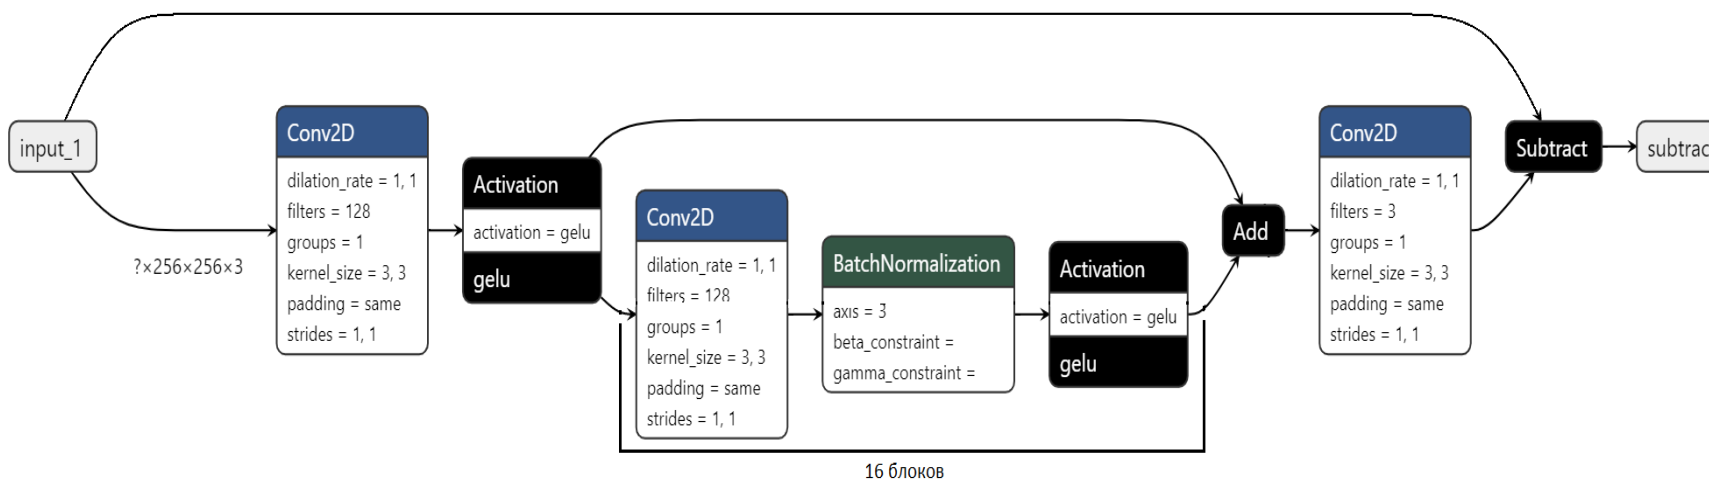 input_1
?×256×256×3
Conv2D
dilation_rate = 1, 1
filters = 128
groups = 1
kernel_size = 3, 3
padding = same
strides = 1, 1
Activation
activation = gelu
gelu
Conv2D
dilation_rate = 1, 1
filters = 128
groups = 1
kernel_size = 3, 3
padding = same
strides = 1, 1
BatchNormalization
axis = 3
beta_constraint =
gamma_constraint =
Activation
activation = gelu
gelu
16 блоков
Add
Conv2D
dilation_rate = 1, 1
filters = 3
groups = 1
kernel_size = 3, 3
padding = same
strides = 1, 1
Subtract
subtrac